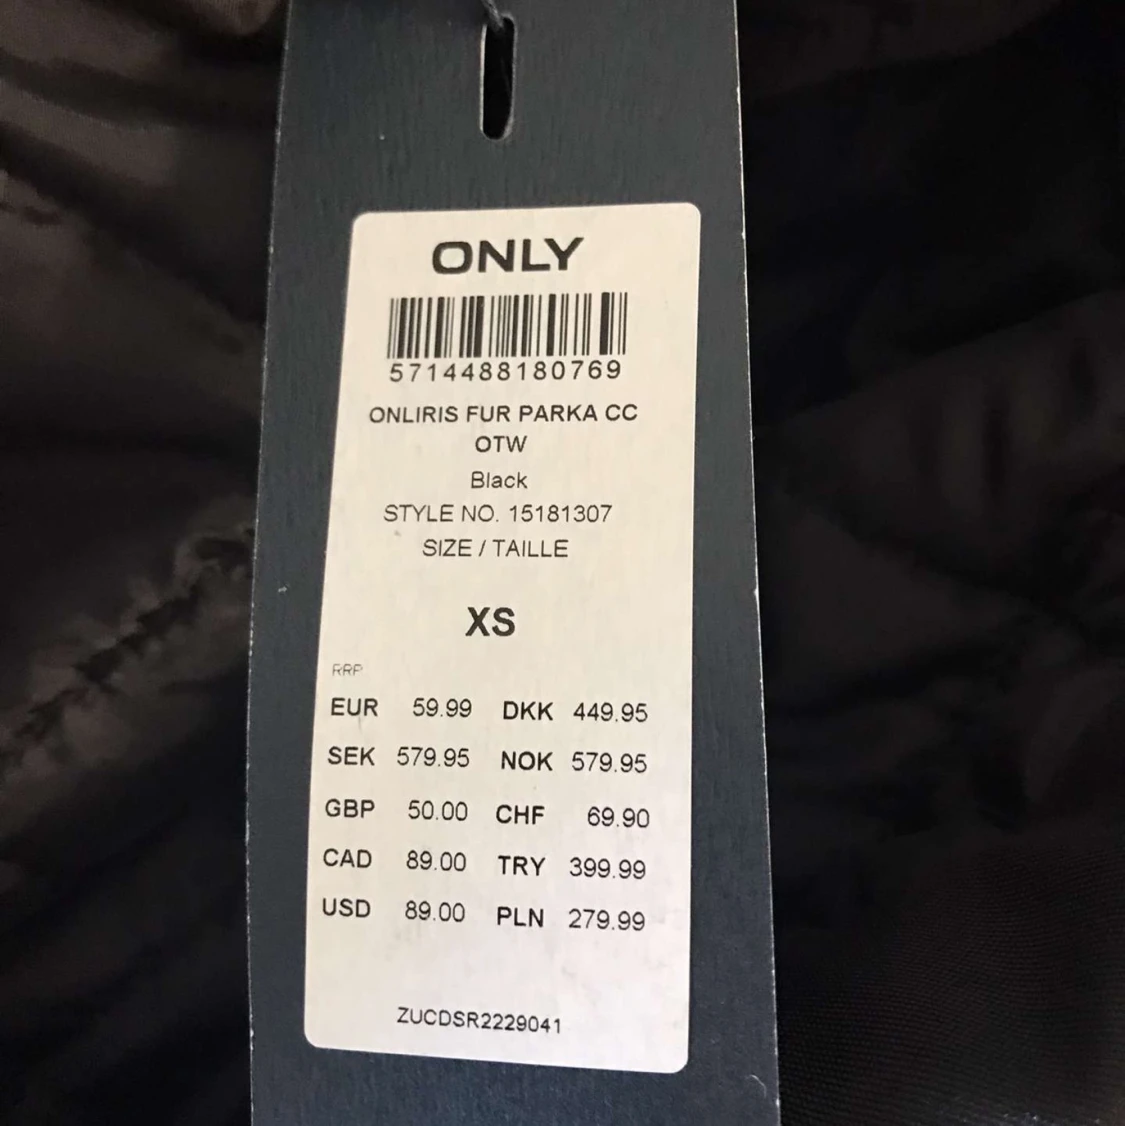 ONLY
5714488180769
ONLIRIS FUR PARKA CC
OTW
Black
STYLE NO. 15181307
SIZE / TAILLE
XS
RRP
EUR 59.99 DKK 449.95
SEK 579.95 NOK 579.95
GBP 50.00 CHF 69.90
CAD 89.00 TRY 399.99
USD 89.00 PLN 279.99
ZUCDSR2229041